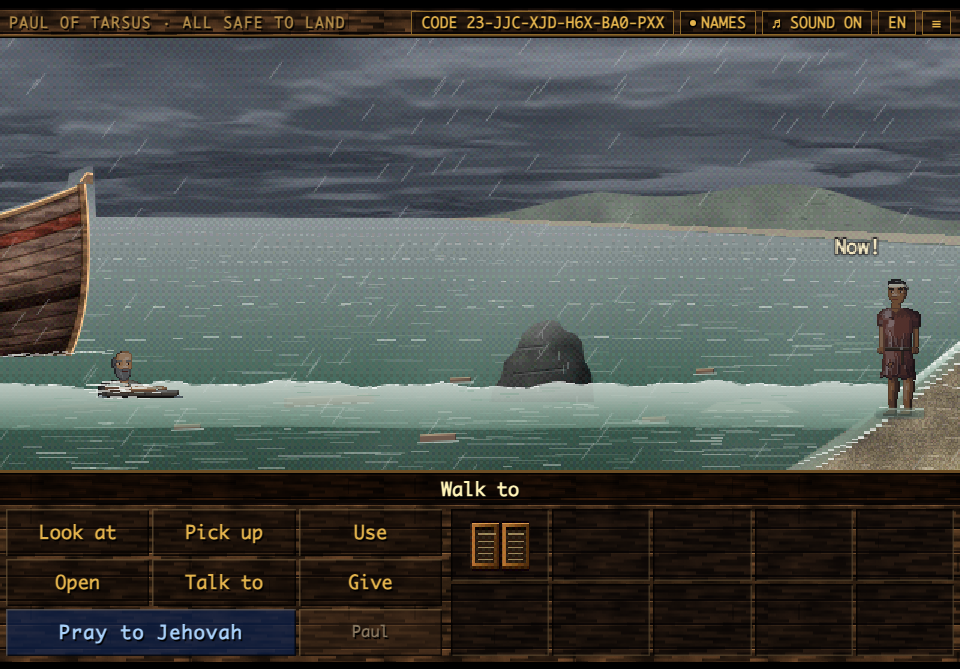 PAUL OF TARSUS · ALL SAFE TO LAND
CODE 23-JJC-XJD-H6X-BA0-PXX
NAMES
SOUND ON
EN
Now!
Walk to
Look at
Pick up
Use
Open
Talk to
Give
Pray to Jehovah
Paul